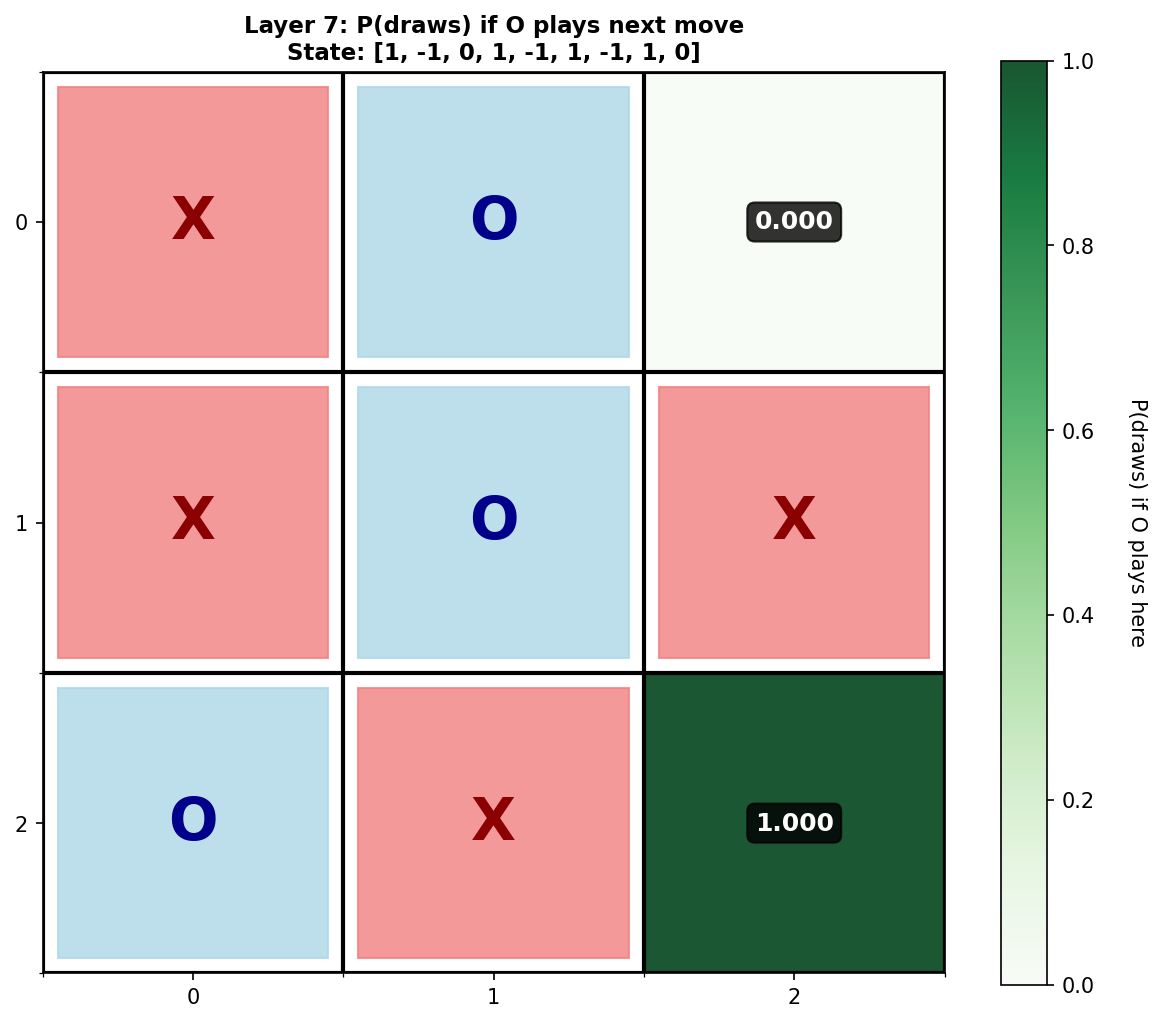 Layer 7: P(draws) if O plays next move
State: [1, -1, 0, 1, -1, 1, -1, 1, 0]
0
X
O
0.000
1
X
O
X
2
O
X
1.000
0
1
2
1.0
0.8
0.6
0.4
0.2
0.0
P(draws) if O plays here